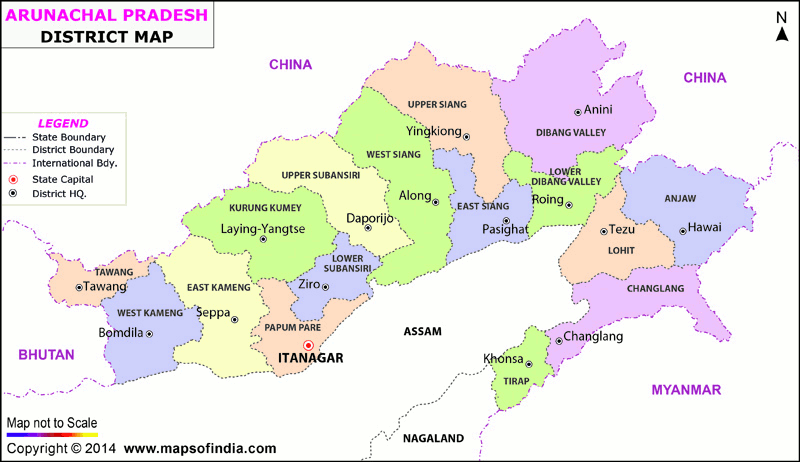 ARUNACHAL PRADESH
DISTRICT MAP
N
CHINA
CHINA
LEGEND
State Boundary
District Boundary
International Bdy.
State Capital
District HQ.
UPPER SIANG
Yingkiong
Anini
DIBANG VALLEY
WEST SIANG
UPPER SUBANSIRI
LOWER
DIBANG VALLEY
Along
Roing
EAST SIANG
Pasighat
ANJAW
Hawai
KURUNG KUMEY
Laying-Yangtse
Daporijo
Tezu
LOHIT
LOWER
SUBANSIRI
Ziro
TAWANG
Tawang
EAST KAMENG
Seppa
CHANGLANG
WEST KAMENG
Bomdila
PAPUM PARE
ITANAGAR
ASSAM
Changlang
BHUTAN
Khonsa
TIRAP
MYANMAR
NAGALAND
Map not to Scale
Copyright © 2014 www.mapsofindia.com